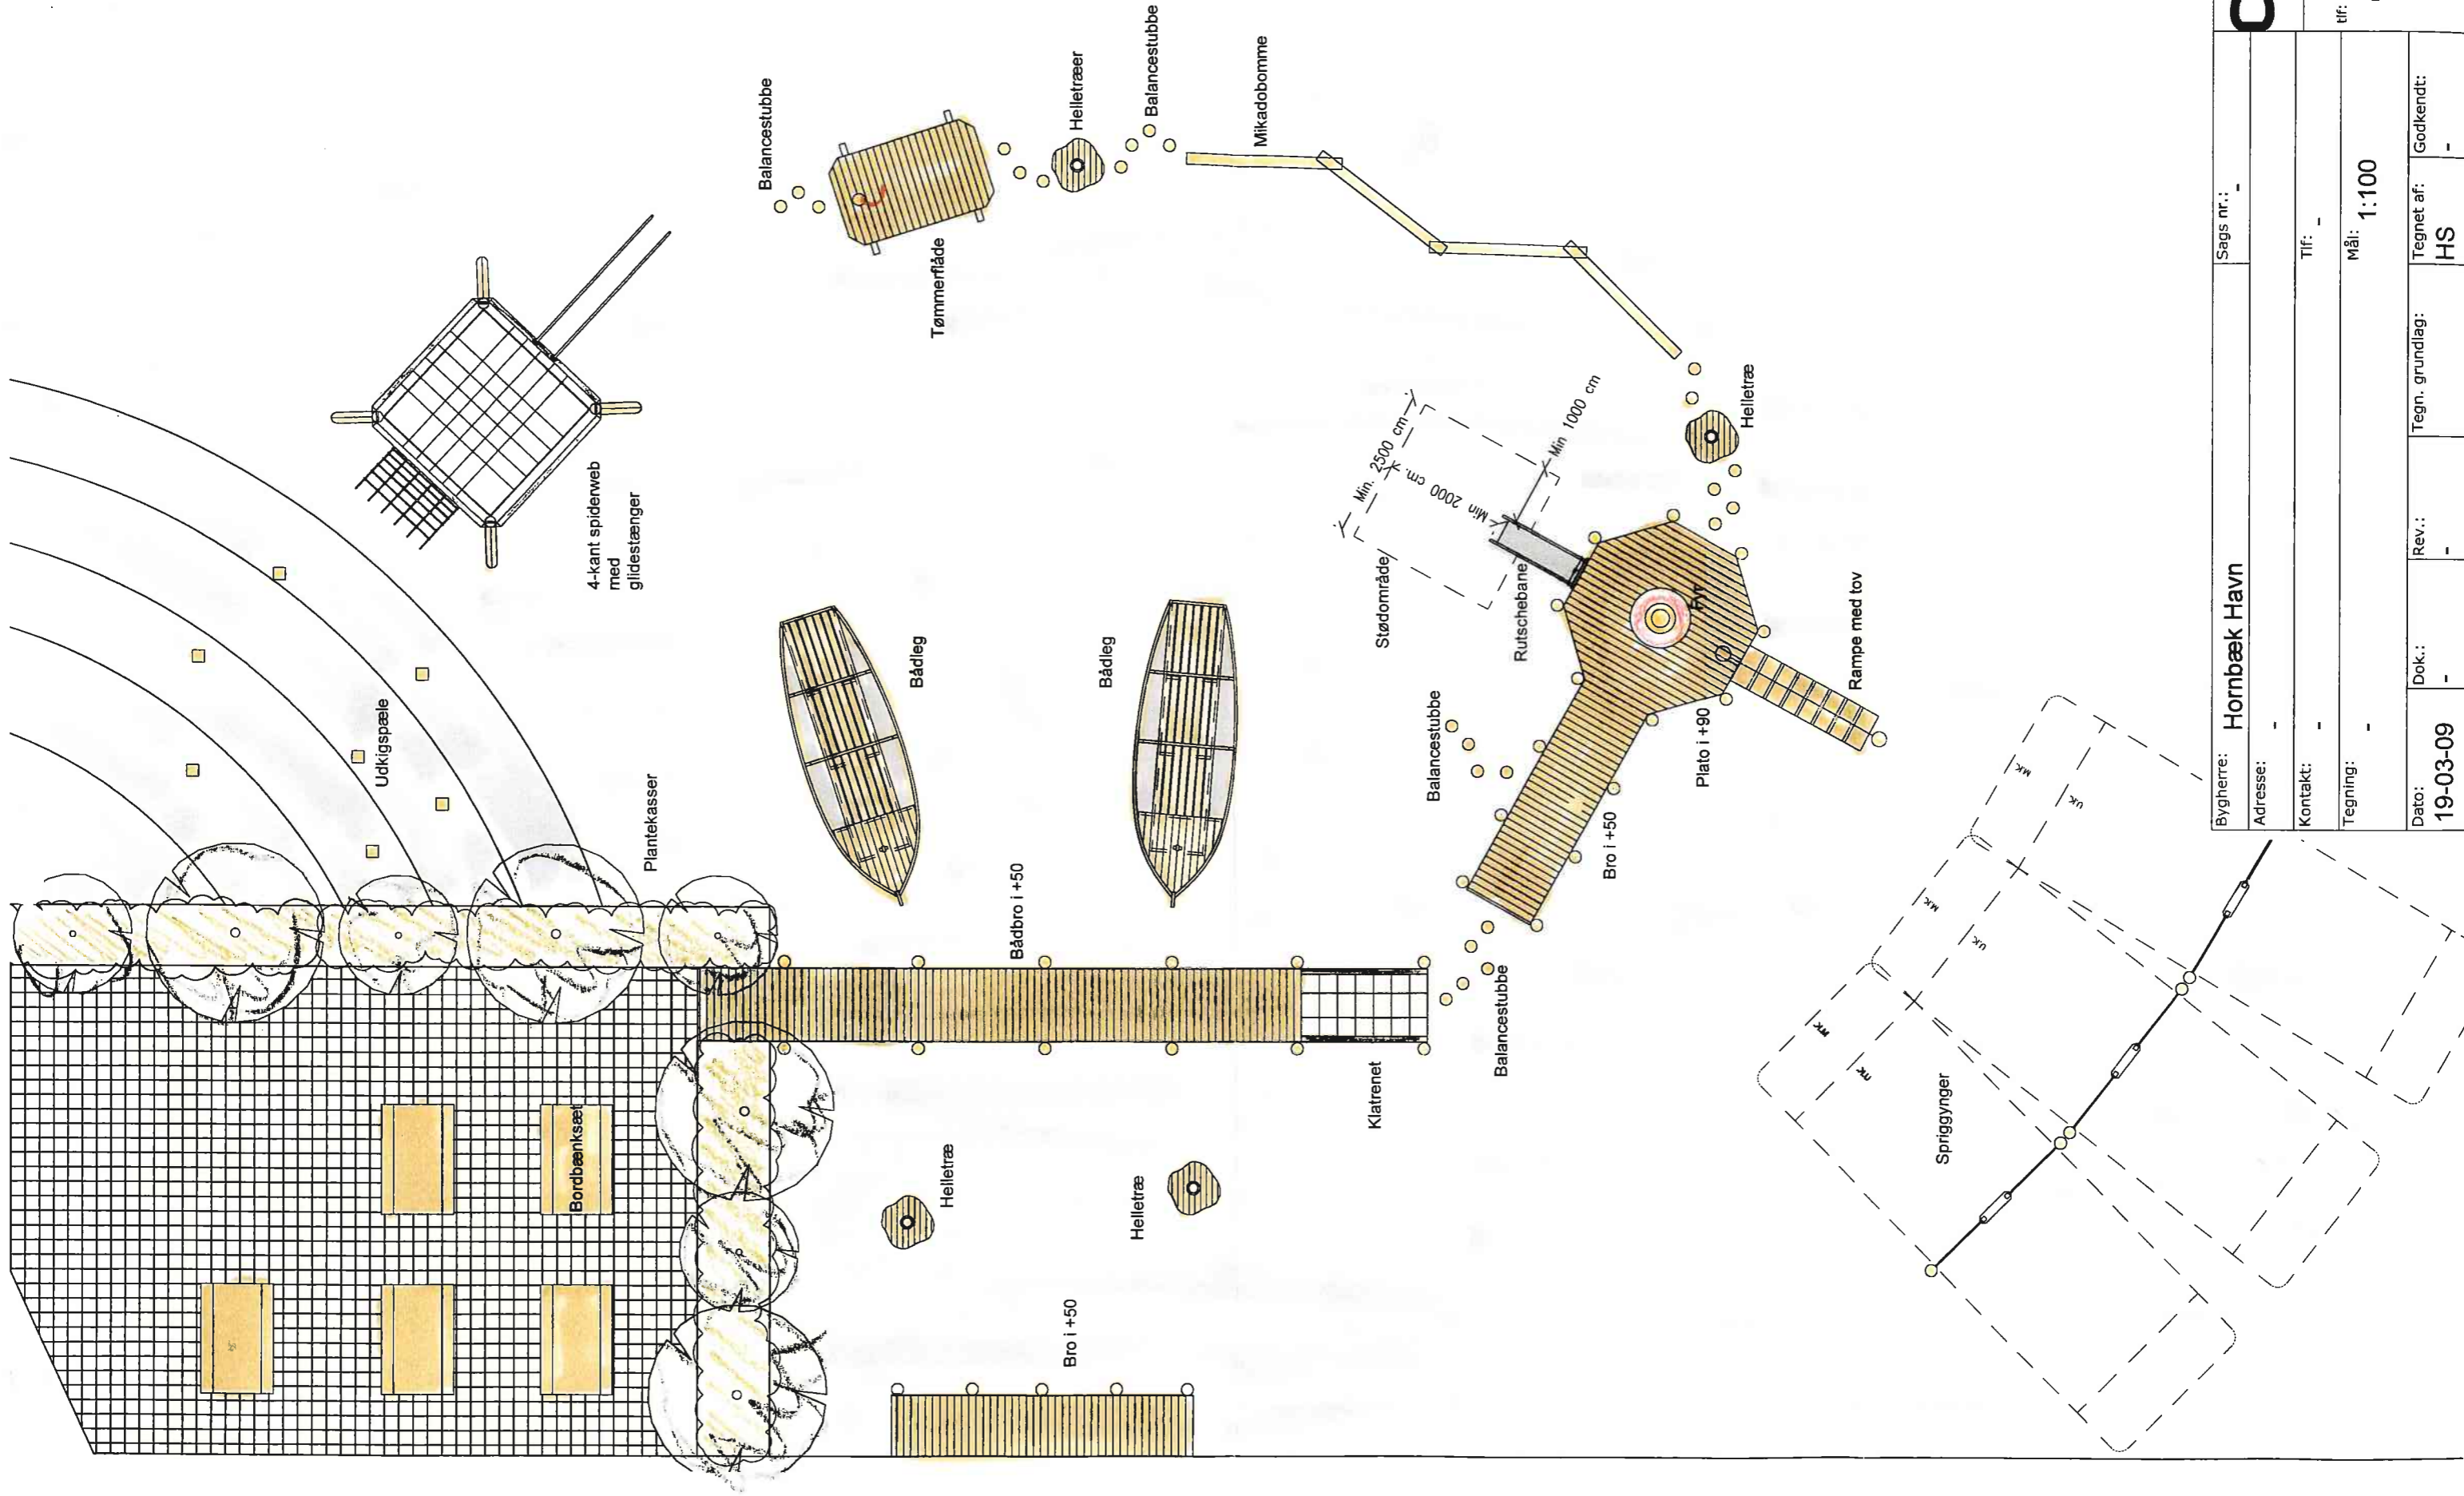 Balancestubbe
Tømmerflåde
Helletræer
Balancestubbe
Mikadobomme
4-kant spiderweb
med
glidestænger
Udkigspæle
Plantekasser
Bådleg
Bådleg
Bådbro i +50
Bordbænksæt
Helletræ
Helletræ
Bro i +50
Klatrenet
Balancestubbe
Balancestubbe
Stødområde
Min. 2500 cm
Min 2000 cm.
Min 1000 cm
Rutschebane
Helletræ
Fyr
Plato i +90
Bro i +50
Rampe med tov
Spriggynger
Bygherre: Hornbæk Havn
Sags nr.: -
Adresse: -
Kontakt: -
Tlf: -
Tegning: -
Mål: 1:100
Dato: 19-03-09
Dok.: -
Rev.: -
Tegn. grundlag:
Tegnet af: HS
Godkendt: -
tlf: